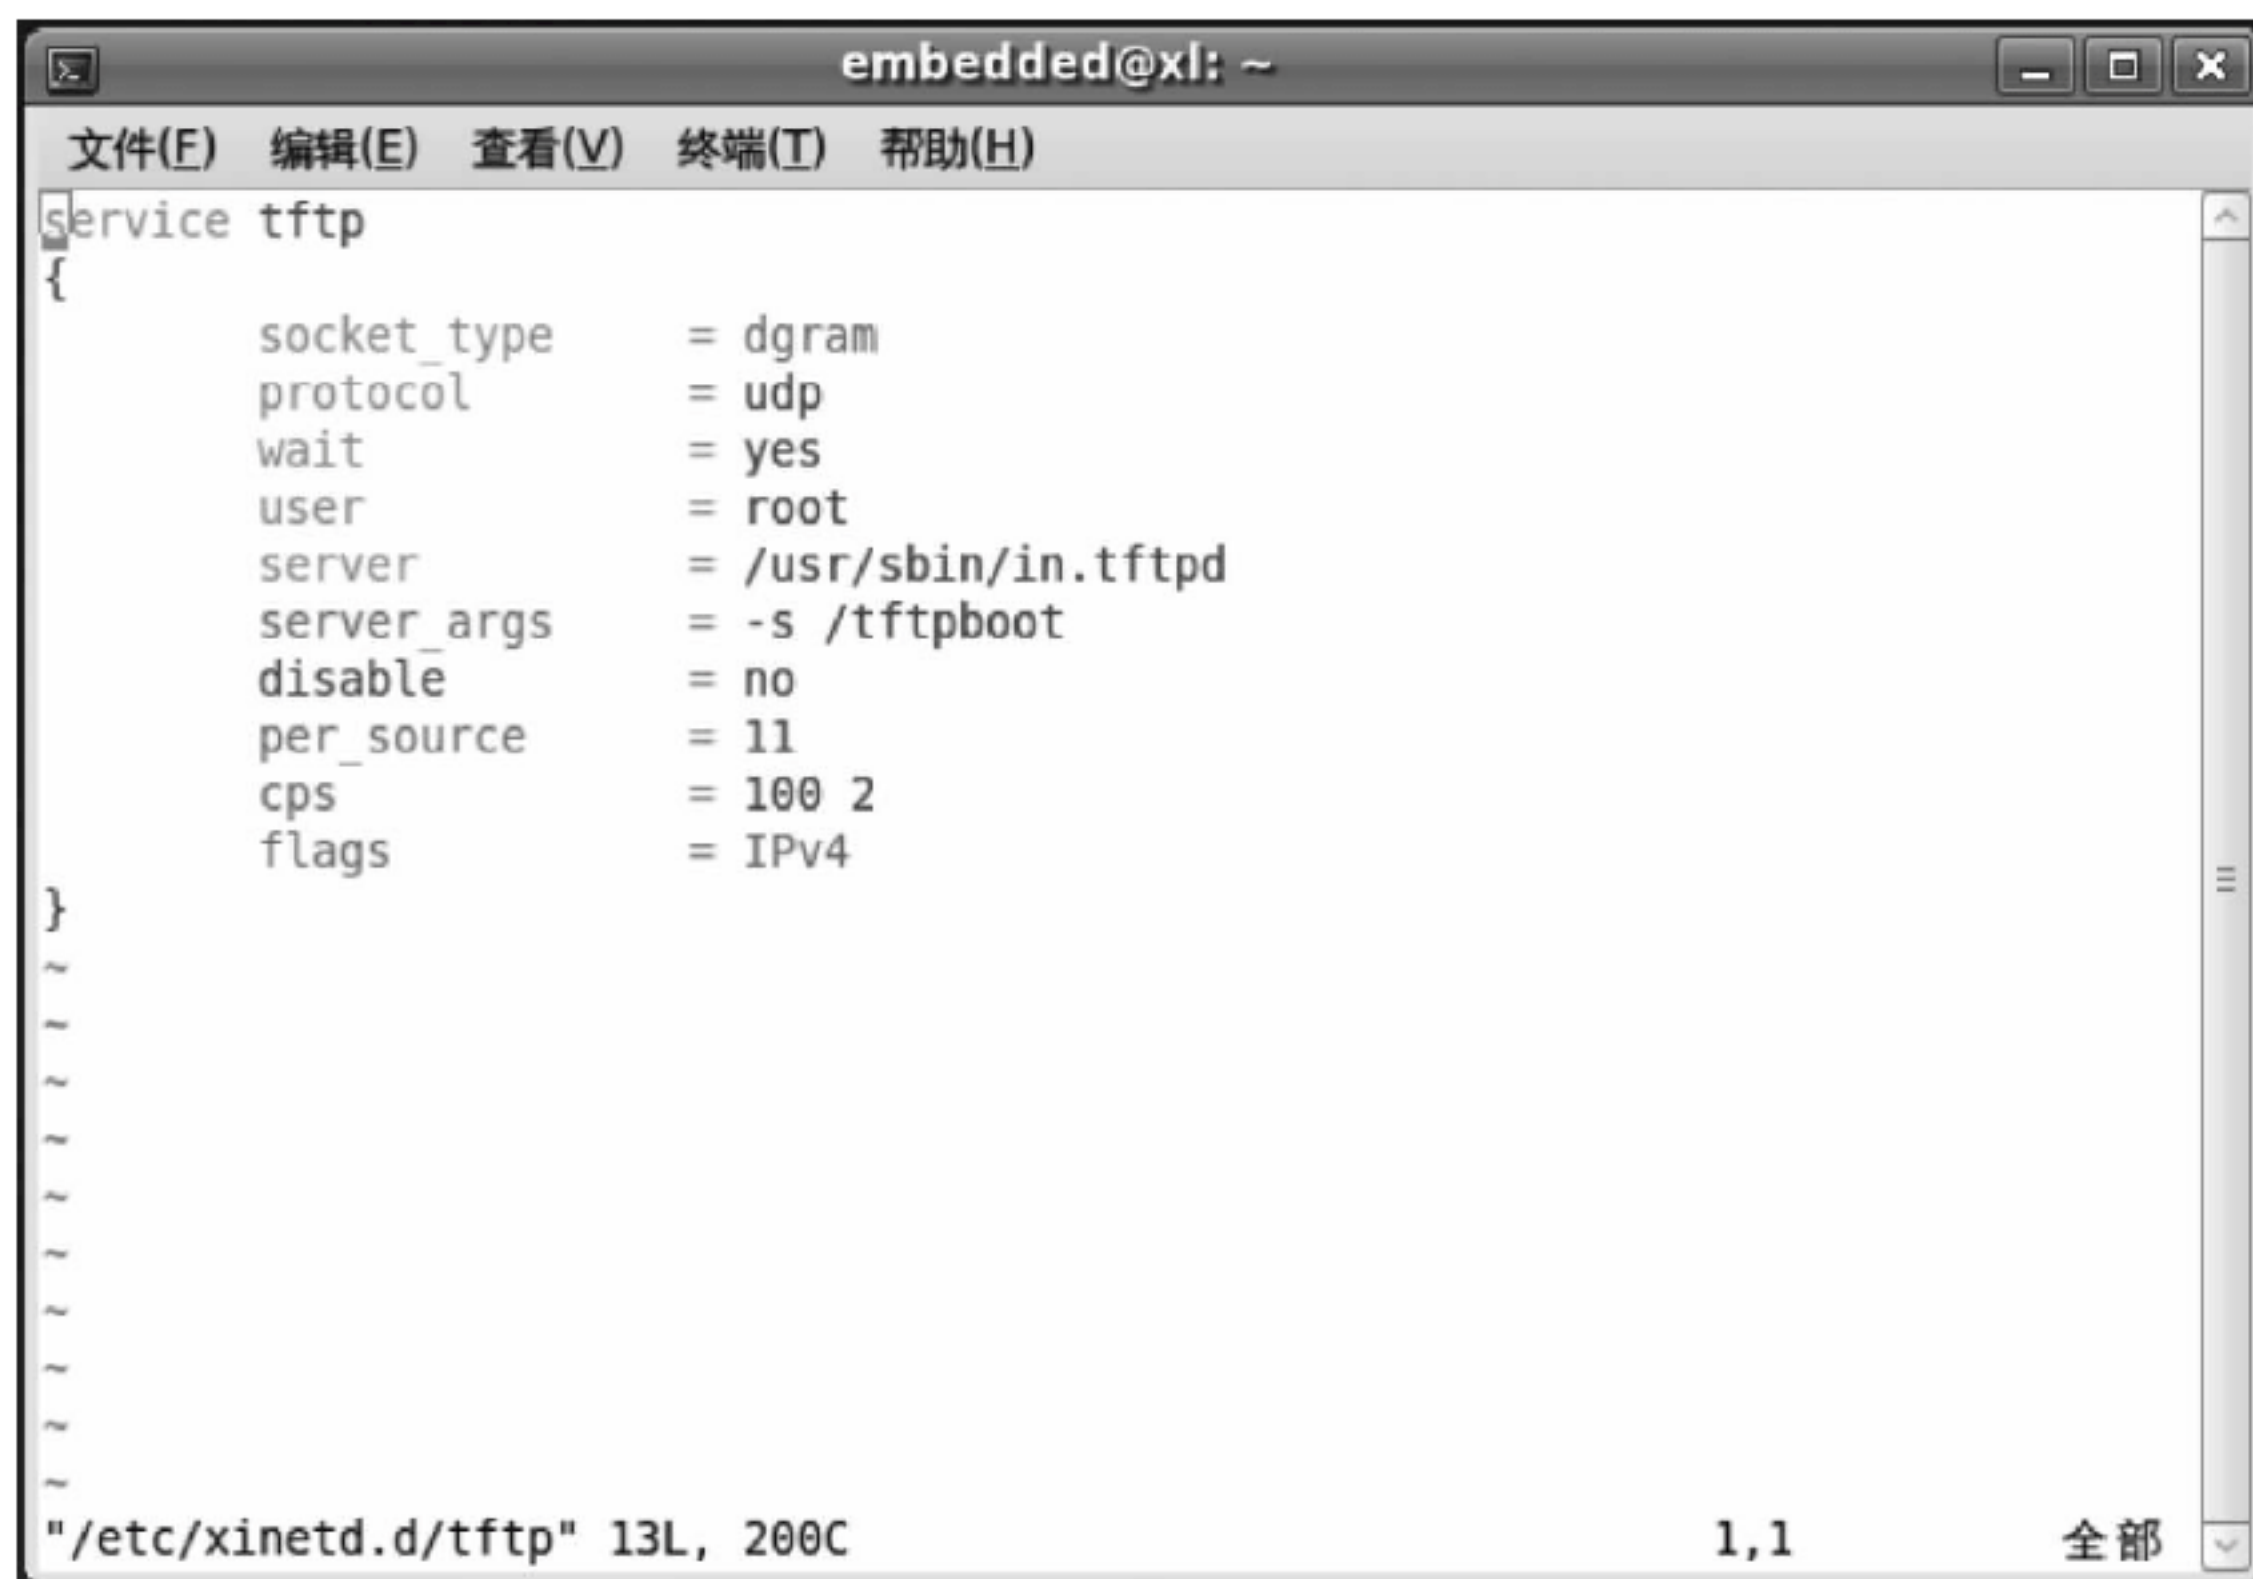 embedded@xl: ~
文件(F) 编辑(E) 查看(V) 终端(T) 帮助(H)
service tftp
{
socket_type = dgram
protocol = udp
wait = yes
user = root
server = /usr/sbin/in.tftpd
server_args = -s /tftpboot
disable = no
per_source = 11
cps = 100 2
flags = IPv4
}
~
~
~
~
~
~
~
~
~
~
"/etc/xinetd.d/tftp" 13L, 200C 1,1 全部